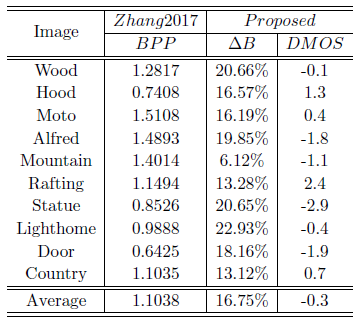 Image Zhang2017 Proposed
BPP ΔB DMOS
Wood 1.2817 20.66% -0.1
Hood 0.7408 16.57% 1.3
Moto 1.5108 16.19% 0.4
Alfred 1.4893 19.85% -1.8
Mountain 1.4014 6.12% -1.1
Rafting 1.1494 13.28% 2.4
Statue 0.8526 20.65% -2.9
Lighthome 0.9888 22.93% -0.4
Door 0.6425 18.16% -1.9
Country 1.1035 13.12% 0.7
Average 1.1038 16.75% -0.3